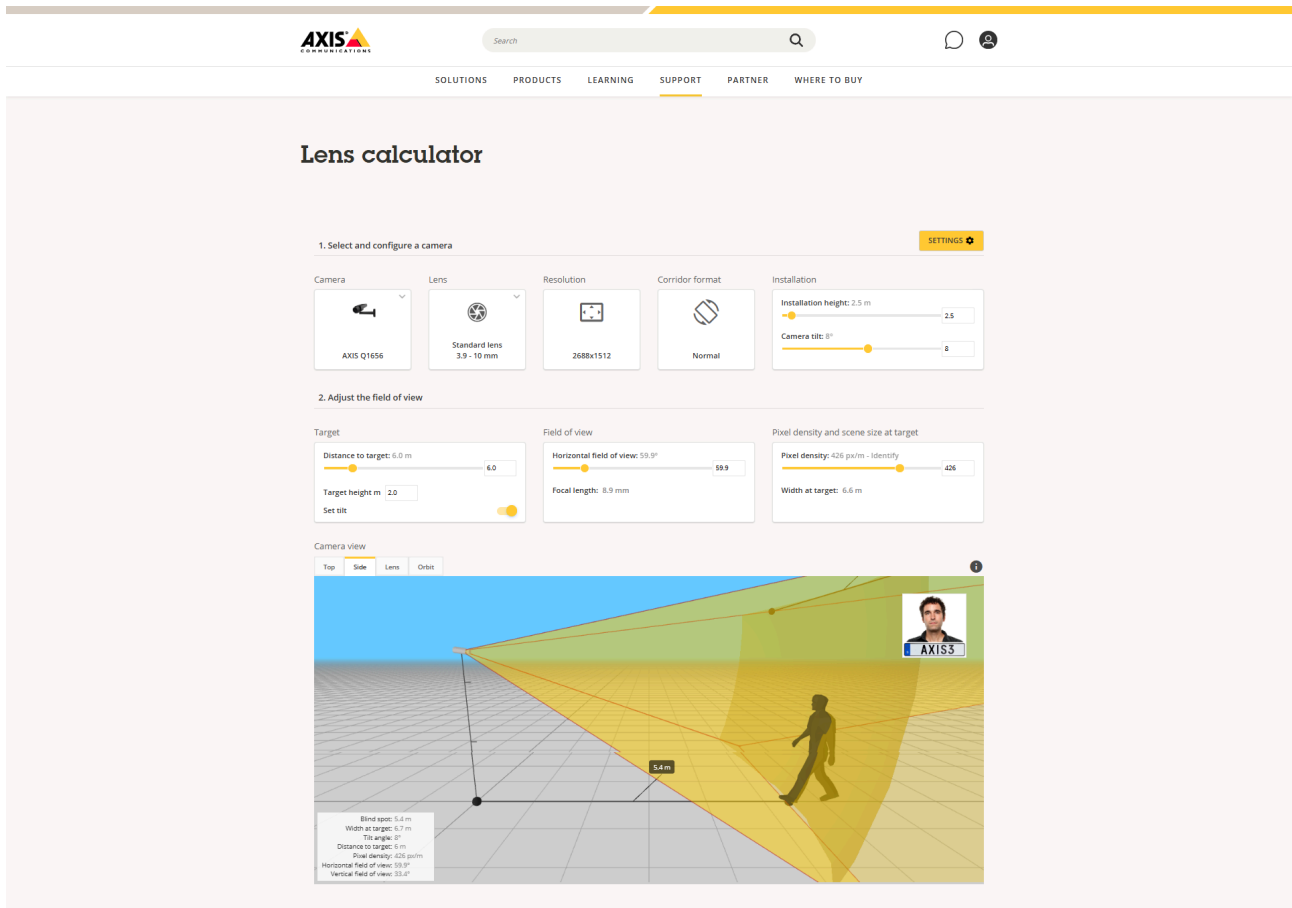 AXIS
COMMUNICATIONS
Search
SOLUTIONS PRODUCTS LEARNING SUPPORT PARTNER WHERE TO BUY
Lens calculator
1. Select and configure a camera
SETTINGS
Camera Lens Resolution Corridor format Installation
Installation height: 2.5 m
2.5
Camera tilt: 8°
8
AXIS Q1656
Standard lens
3.9 - 10 mm
2688x1512
Normal
2. Adjust the field of view
Target Field of view Pixel density and scene size at target
Distance to target: 6.0 m
6.0
Target height m 2.0
Set tilt
Horizontal field of view: 59.9°
59.9
Focal length: 8.9 mm
Pixel density: 426 px/m - Identify
426
Width at target: 6.6 m
Camera view
Top Side Lens Orbit
AXIS3
5.4 m
Blind spot: 5.4 m
Width at target: 6.7 m
Tilt angle: 8°
Distance to target: 6 m
Pixel density: 426 px/m
Horizontal field of view: 59.9°
Vertical field of view: 33.4°